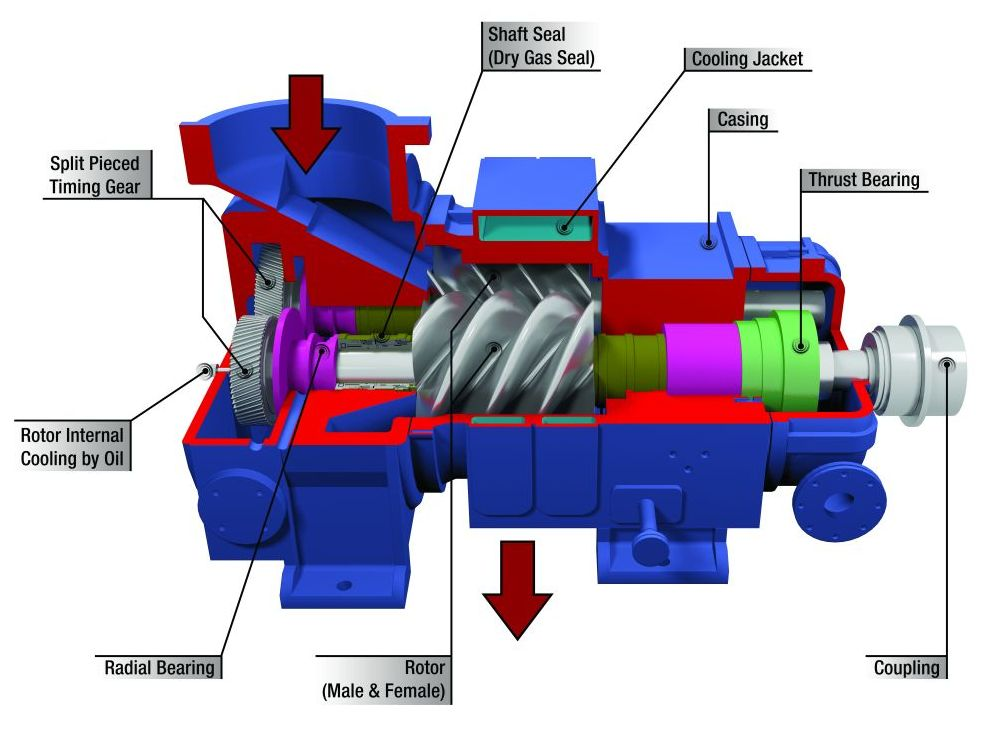 Shaft Seal
(Dry Gas Seal)
Cooling Jacket
Casing
Split Pieced
Timing Gear
Thrust Bearing
Rotor Internal
Cooling by Oil
Radial Bearing
Rotor
(Male & Female)
Coupling